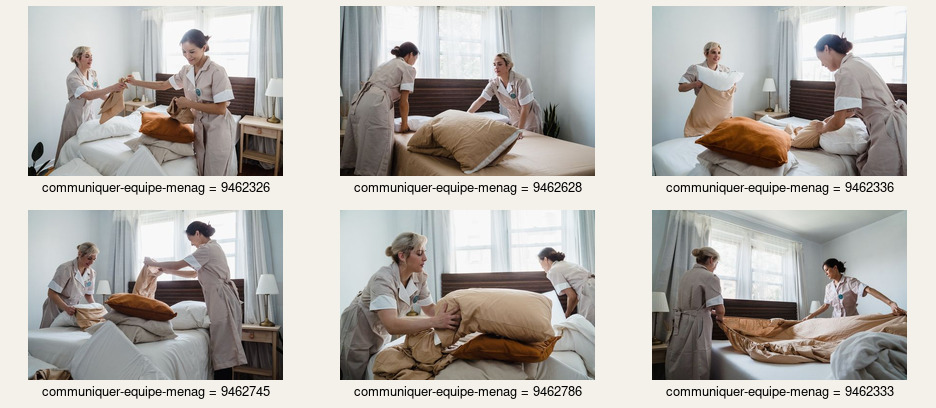 communiquer-equipe-menag = 9462326
communiquer-equipe-menag = 9462628
communiquer-equipe-menag = 9462336
communiquer-equipe-menag = 9462745
communiquer-equipe-menag = 9462786
communiquer-equipe-menag = 9462333